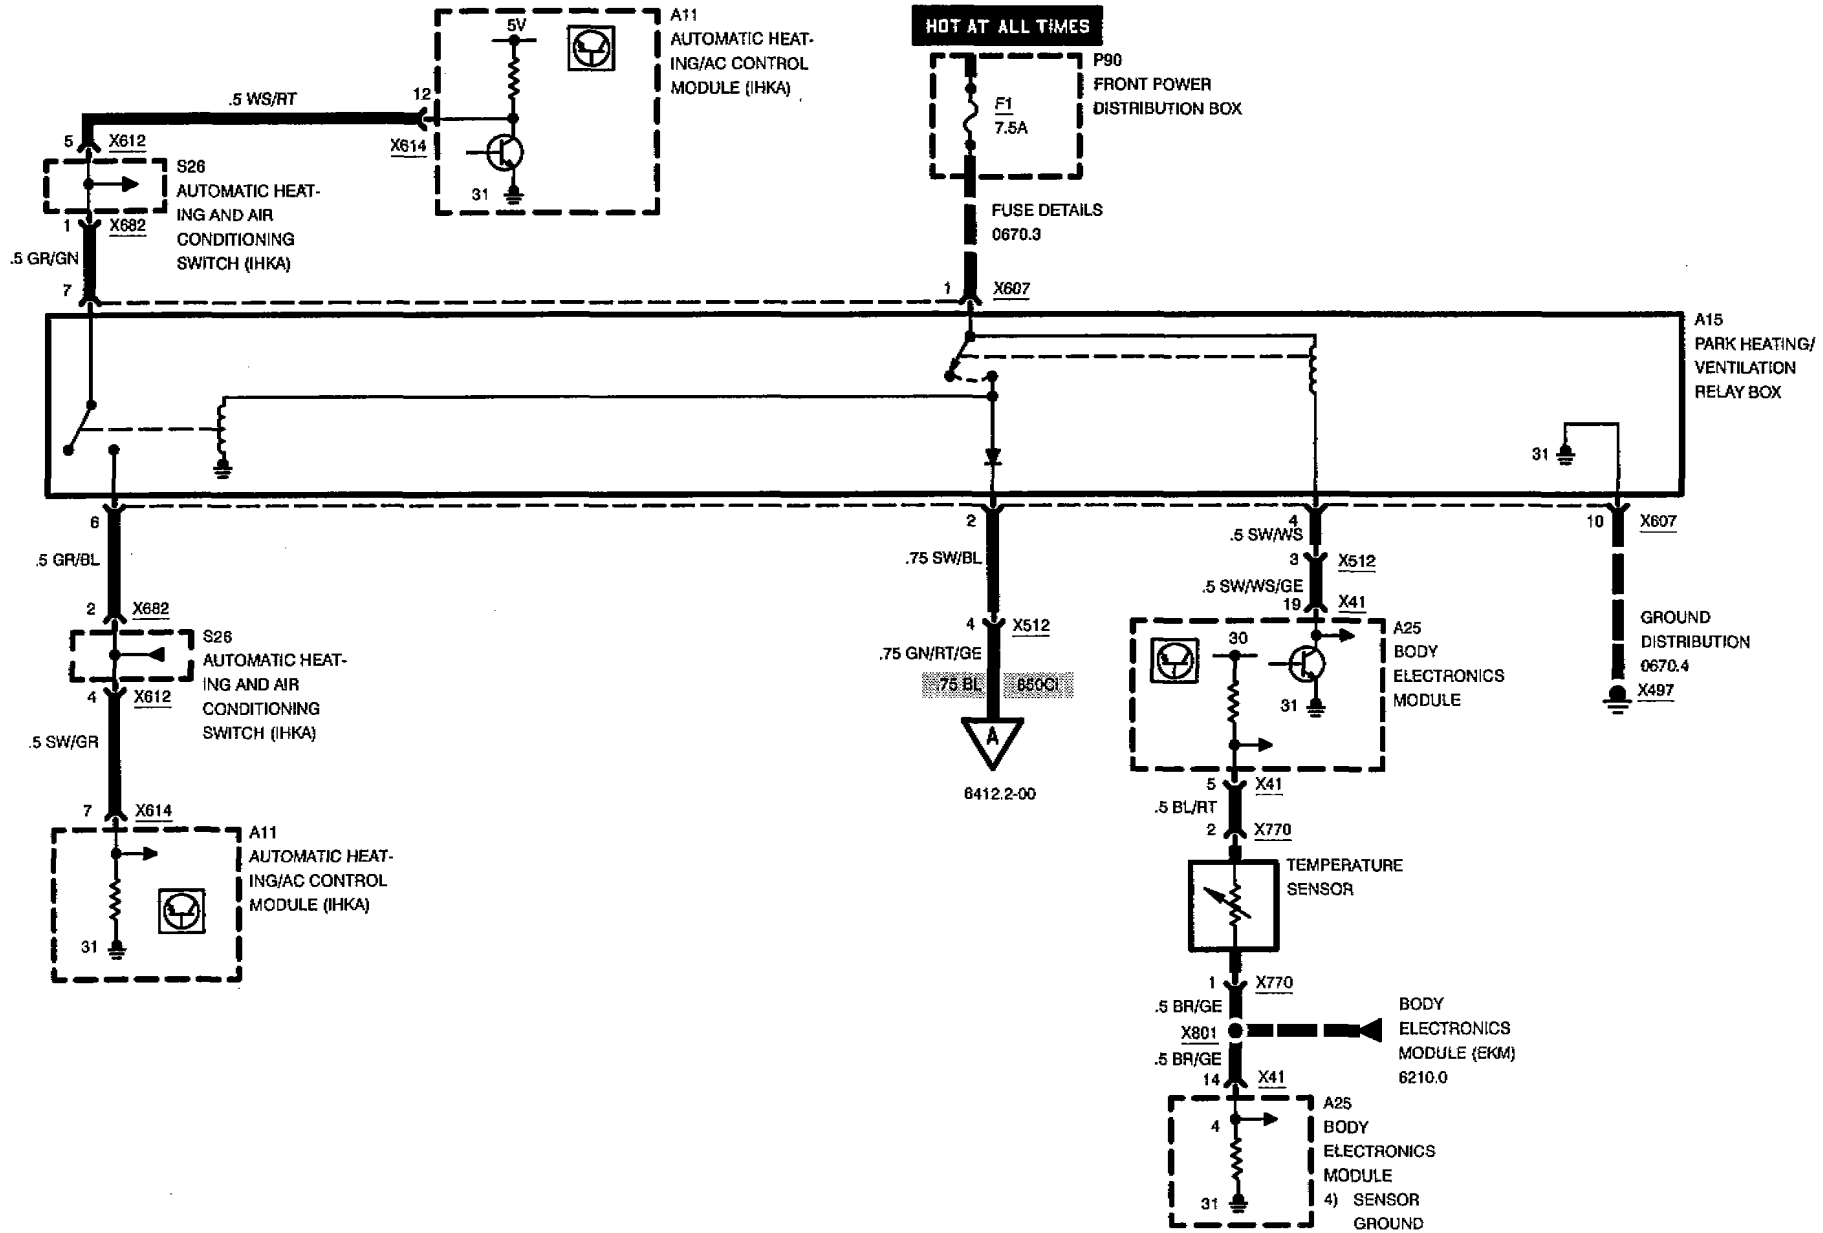 HOT AT ALL TIMES
A11
AUTOMATIC HEAT-
ING/AC CONTROL
MODULE (IHKA)
5V
12
X614
31
.5 WS/RT
5 X612
S26
AUTOMATIC HEAT-
ING AND AIR
CONDITIONING
SWITCH (IHKA)
1 X682
.5 GR/GN
7
P90
FRONT POWER
DISTRIBUTION BOX
F1
7.5A
FUSE DETAILS
0670.3
1 X607
A15
PARK HEATING/
VENTILATION
RELAY BOX
31
6
.5 GR/BL
2 X682
S26
AUTOMATIC HEAT-
ING AND AIR
CONDITIONING
SWITCH (IHKA)
4 X612
.5 SW/GR
7 X614
A11
AUTOMATIC HEAT-
ING/AC CONTROL
MODULE (IHKA)
31
2
.75 SW/BL
4 X512
.75 GN/RT/GE
.75 BL 850Ci
A
6412.2-00
4
.5 SW/WS
3 X512
.5 SW/WS/GE
19 X41
A25
BODY
ELECTRONICS
MODULE
30
31
5 X41
.5 BL/RT
2 X770
TEMPERATURE
SENSOR
1 X770
.5 BR/GE
X801
BODY
ELECTRONICS
MODULE (EKM)
6210.0
.5 BR/GE
14 X41
A25
BODY
ELECTRONICS
MODULE
4) SENSOR
GROUND
4
31
10 X607
GROUND
DISTRIBUTION
0670.4
X497